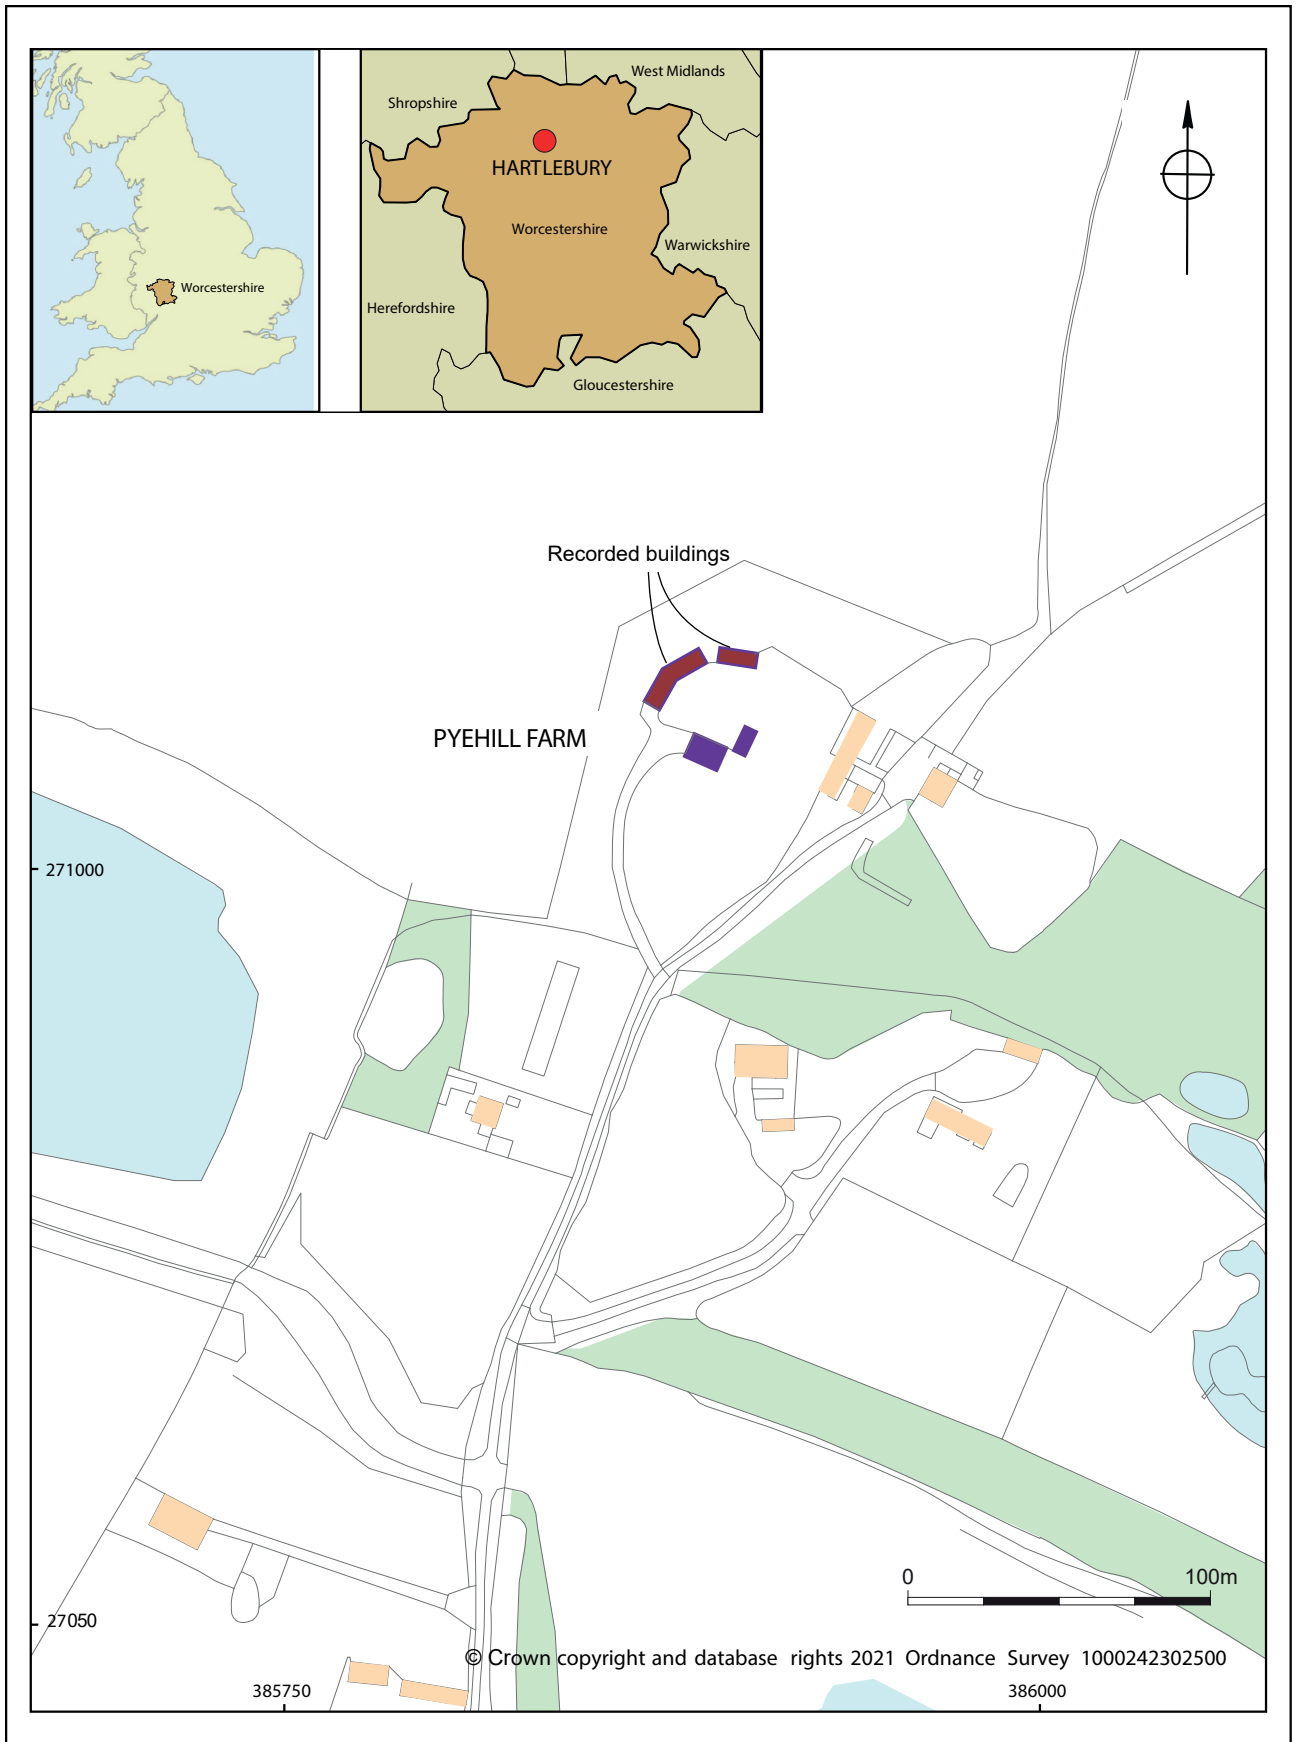 West Midlands
Shropshire
HARTLEBURY
Worcestershire
Warwickshire
Worcestershire
Herefordshire
Gloucestershire
Recorded buildings
PYEHILL FARM
271000
0 100m
27050
© Crown copyright and database rights 2021 Ordnance Survey 1000242302500
385750
386000